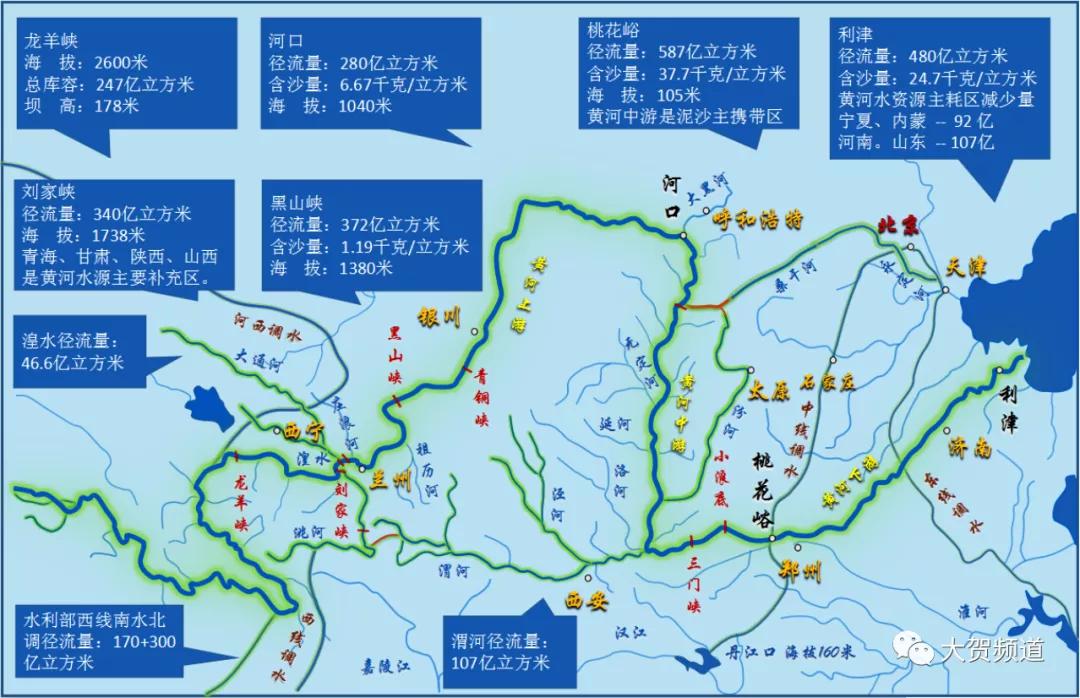 龙羊峡
海 拔：2600米
总库容：247亿立方米
坝 高：178米
河口
径流量：280亿立方米
含沙量：6.67千克/立方米
海 拔：1040米
桃花峪
径流量：587亿立方米
含沙量：37.7千克/立方米
海 拔：105米
黄河中游是泥沙主携带区
利津
径流量：480亿立方米
含沙量：24.7千克/立方米
黄河水资源主耗区减少量
宁夏、内蒙 -- 92 亿
河南。山东 -- 107亿
刘家峡
径流量：340亿立方米
海 拔：1738米
青海、甘肃、陕西、山西
是黄河水源主要补充区。
黑山峡
径流量：372亿立方米
含沙量：1.19千克/立方米
海 拔：1380米
湟水径流量：
46.6亿立方米
水利部西线南水北
调径流量：170+300
亿立方米
渭河径流量：
107亿立方米
河口
大黑河
呼和浩特
北京
天津
永定河
桑干河
黄河上游
银川
黑山峡
青铜峡
河西调水
大通河
庄浪河
西宁
湟水
兰州
祖历河
龙羊峡
刘家峡
洮河
渭河
泾河
洛河
延河
无定河
黄河中游
太原
汾河
石家庄
中线调水
小浪底
桃花峪
黄河下游
利津
济南
东线调水
三门峡
郑州
西安
西线调水
嘉陵江
汉江
丹江口 海拔160米
淮河
大贺频道